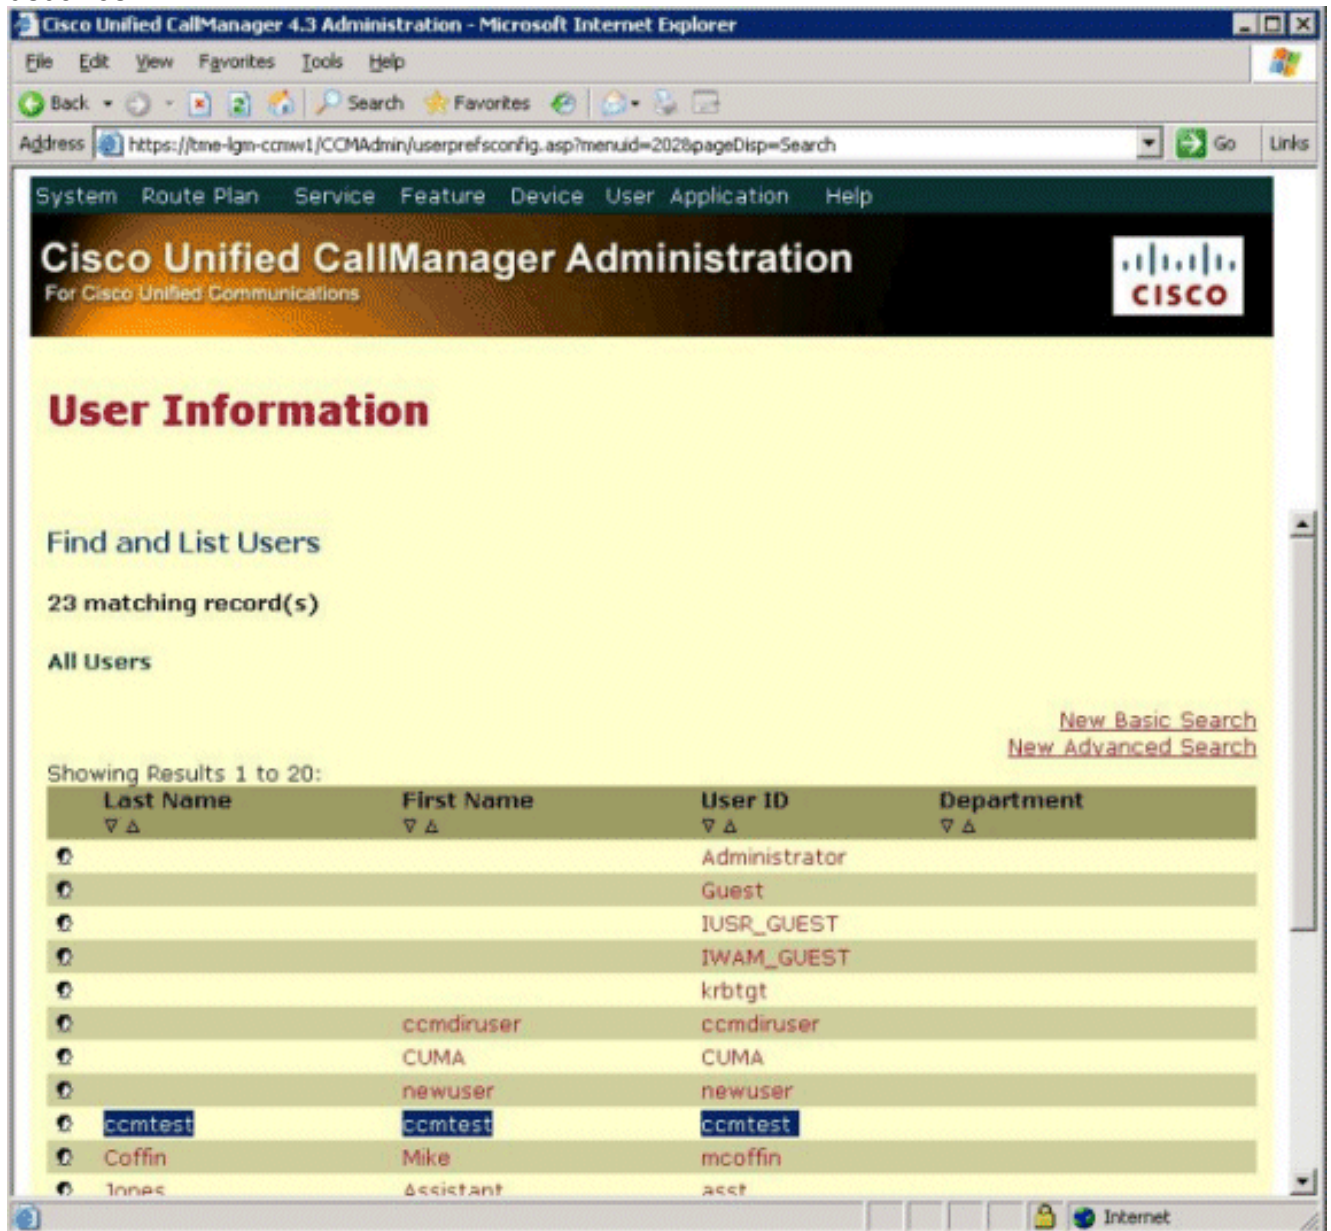 Cisco Unified CallManager 4.3 Administration - Microsoft Internet Explorer
File Edit View Favorites Tools Help
Back Search Favorites
Address https://tme-lgm-ccmw1/CCMAdmin/userprefsconfig.asp?menuid=202&pageDisp=Search Go Links
System Route Plan Service Feature Device User Application Help
Cisco Unified CallManager Administration
For Cisco Unified Communications
CISCO
User Information
Find and List Users
23 matching record(s)
All Users
New Basic Search
New Advanced Search
Showing Results 1 to 20:
Last Name First Name User ID Department
Administrator
Guest
IUSR_GUEST
IWAM_GUEST
krbtgt
ccmdiruser ccmdiruser
CUMA CUMA
newuser newuser
ccmtest ccmtest ccmtest
Coffin Mike mcoffin
Jones Assistant asst
Internet